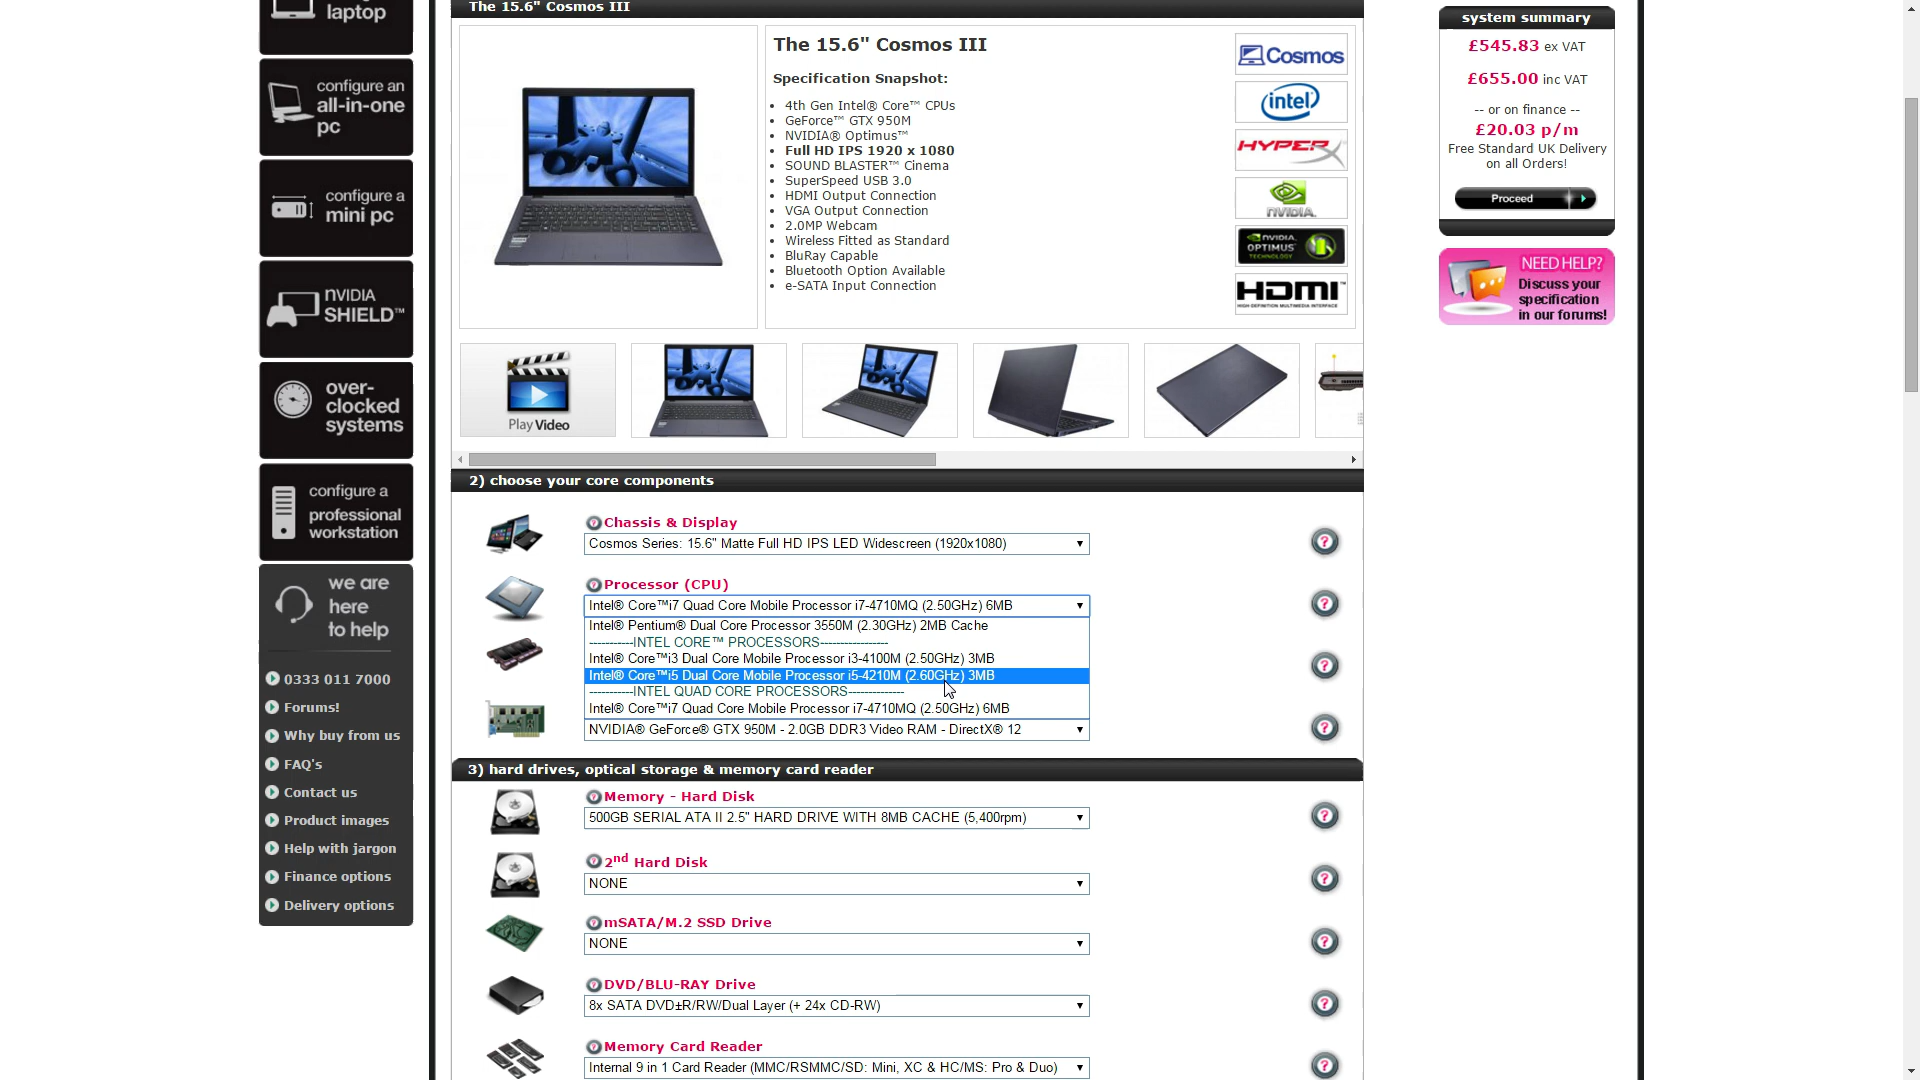 laptop
configure an
all-in-one
pc
configure a
mini pc
NVIDIA
SHIELD™
over-
clocked
systems
configure a
professional
workstation
we are
here
to help
0333 011 7000
Forums!
Why buy from us
FAQ's
Contact us
Product images
Help with jargon
Finance options
Delivery options
The 15.6" Cosmos III
The 15.6" Cosmos III
Specification Snapshot:
4th Gen Intel® Core™ CPUs
GeForce™ GTX 950M
NVIDIA® Optimus™
Full HD IPS 1920 x 1080
SOUND BLASTER™ Cinema
SuperSpeed USB 3.0
HDMI Output Connection
VGA Output Connection
2.0MP Webcam
Wireless Fitted as Standard
BluRay Capable
Bluetooth Option Available
e-SATA Input Connection
Cosmos
intel
HYPERX
NVIDIA.
NVIDIA.
OPTIMUS
TECHNOLOGY
HDMI™
HIGH-DEFINITION MULTIMEDIA INTERFACE
Play Video
2) choose your core components
Chassis & Display
Cosmos Series: 15.6" Matte Full HD IPS LED Widescreen (1920x1080)
Processor (CPU)
Intel® Core™i7 Quad Core Mobile Processor i7-4710MQ (2.50GHz) 6MB
Intel® Pentium® Dual Core Processor 3550M (2.30GHz) 2MB Cache
-----------INTEL CORE™ PROCESSORS-----------------
Intel® Core™i3 Dual Core Mobile Processor i3-4100M (2.50GHz) 3MB
Intel® Core™i5 Dual Core Mobile Processor i5-4210M (2.60GHz) 3MB
-----------INTEL QUAD CORE PROCESSORS--------------
Intel® Core™i7 Quad Core Mobile Processor i7-4710MQ (2.50GHz) 6MB
NVIDIA® GeForce® GTX 950M - 2.0GB DDR3 Video RAM - DirectX® 12
3) hard drives, optical storage & memory card reader
Memory - Hard Disk
500GB SERIAL ATA II 2.5" HARD DRIVE WITH 8MB CACHE (5,400rpm)
2nd Hard Disk
NONE
mSATA/M.2 SSD Drive
NONE
DVD/BLU-RAY Drive
8x SATA DVD±R/RW/Dual Layer (+ 24x CD-RW)
Memory Card Reader
Internal 9 in 1 Card Reader (MMC/RSMMC/SD: Mini, XC & HC/MS: Pro & Duo)
system summary
£545.83 ex VAT
£655.00 inc VAT
-- or on finance --
£20.03 p/m
Free Standard UK Delivery
on all Orders!
Proceed
NEED HELP?
Discuss your
specification
in our forums!